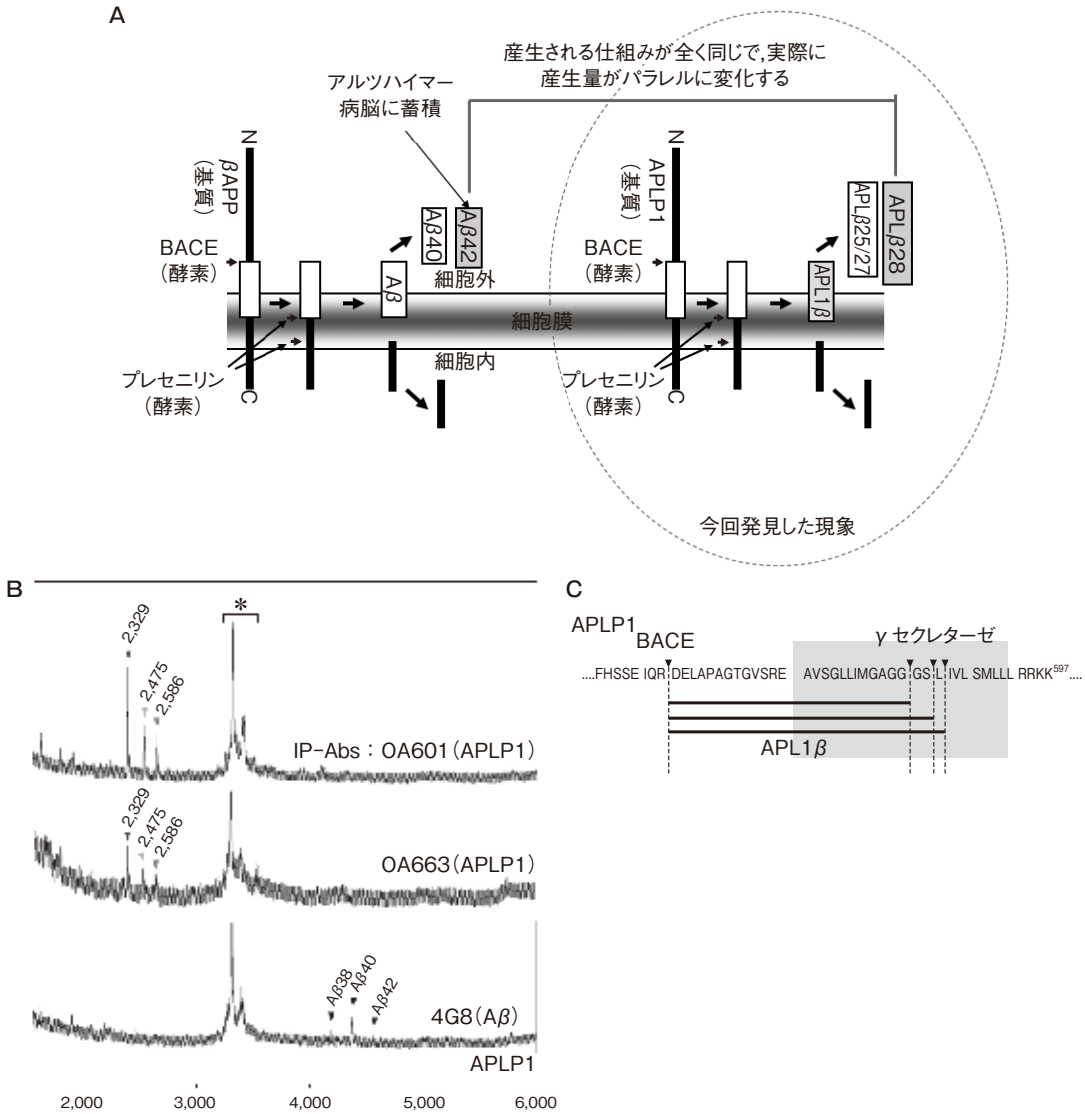 A
産生される仕組みが全く同じで,実際に
産生量がパラレルに変化する
アルツハイマー
病脳に蓄積
N
βAPP
(基質)
BACE
(酵素)
Aβ
Aβ40
Aβ42
細胞外
細胞膜
細胞内
プレセニリン
(酵素)
C
N
APLP1
(基質)
BACE
(酵素)
APL1β
APLβ25/27
APLβ28
プレセニリン
(酵素)
C
今回発見した現象
B
2,329
2,475
2,586
*
IP-Abs:OA601(APLP1)
2,329
2,475
2,586
OA663(APLP1)
Aβ38
Aβ40
Aβ42
4G8(Aβ)
APLP1
2,000 3,000 4,000 5,000 6,000
C
APLP1
BACE
γ セクレターゼ
....FHSSE IQR DELAPAGTGVSRE AVSGLLIMGAGG GS L IVL SMLLL RRKK597....
APL1β